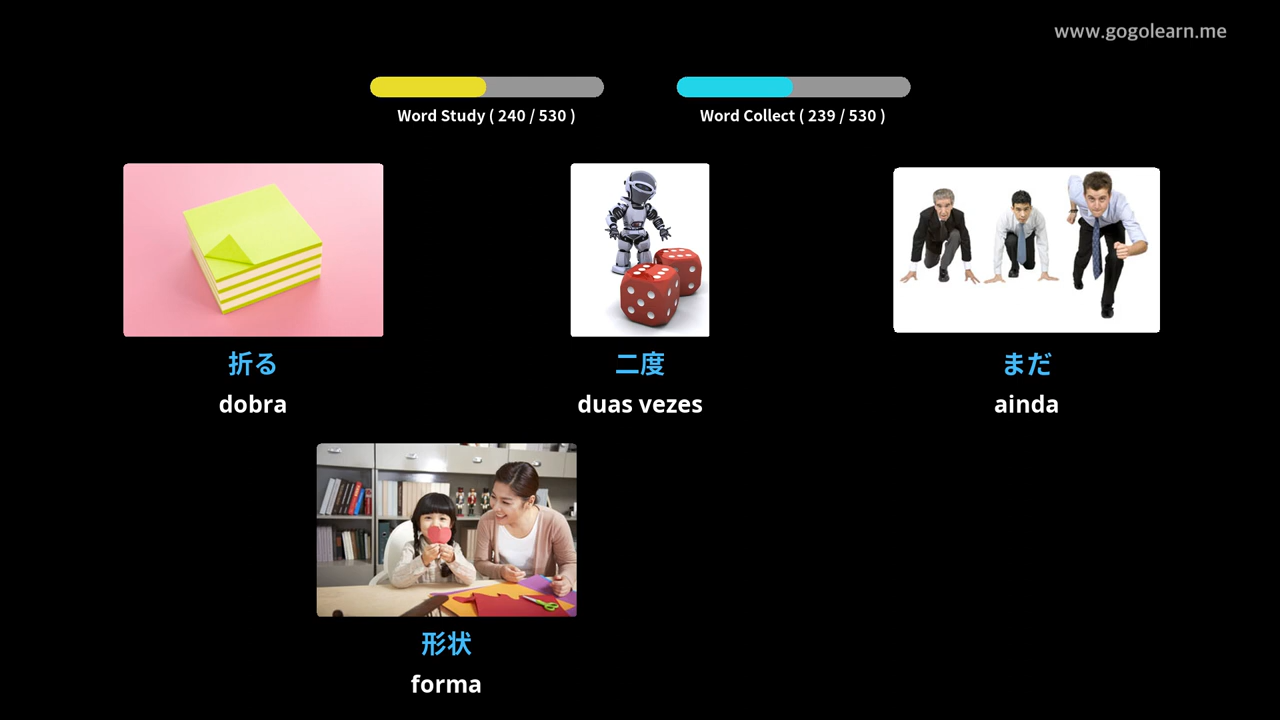 www.gogolearn.me
Word Study ( 240 / 530 )
Word Collect ( 239 / 530 )
折る
dobra
二度
duas vezes
まだ
ainda
形状
forma